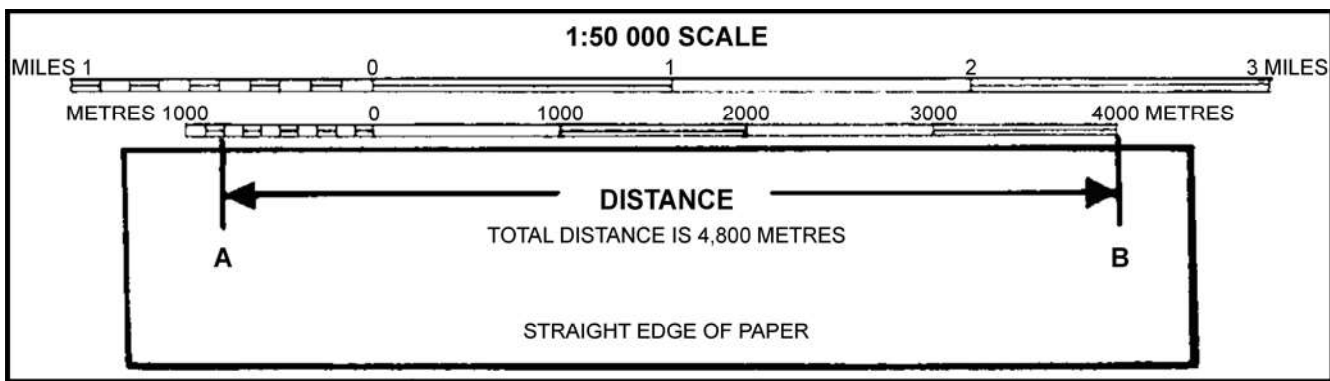 1:50 000 SCALE
MILES 1 0 1 2 3 MILES
METRES 1000 0 1000 2000 3000 4000 METRES
DISTANCE
TOTAL DISTANCE IS 4,800 METRES
A B
STRAIGHT EDGE OF PAPER